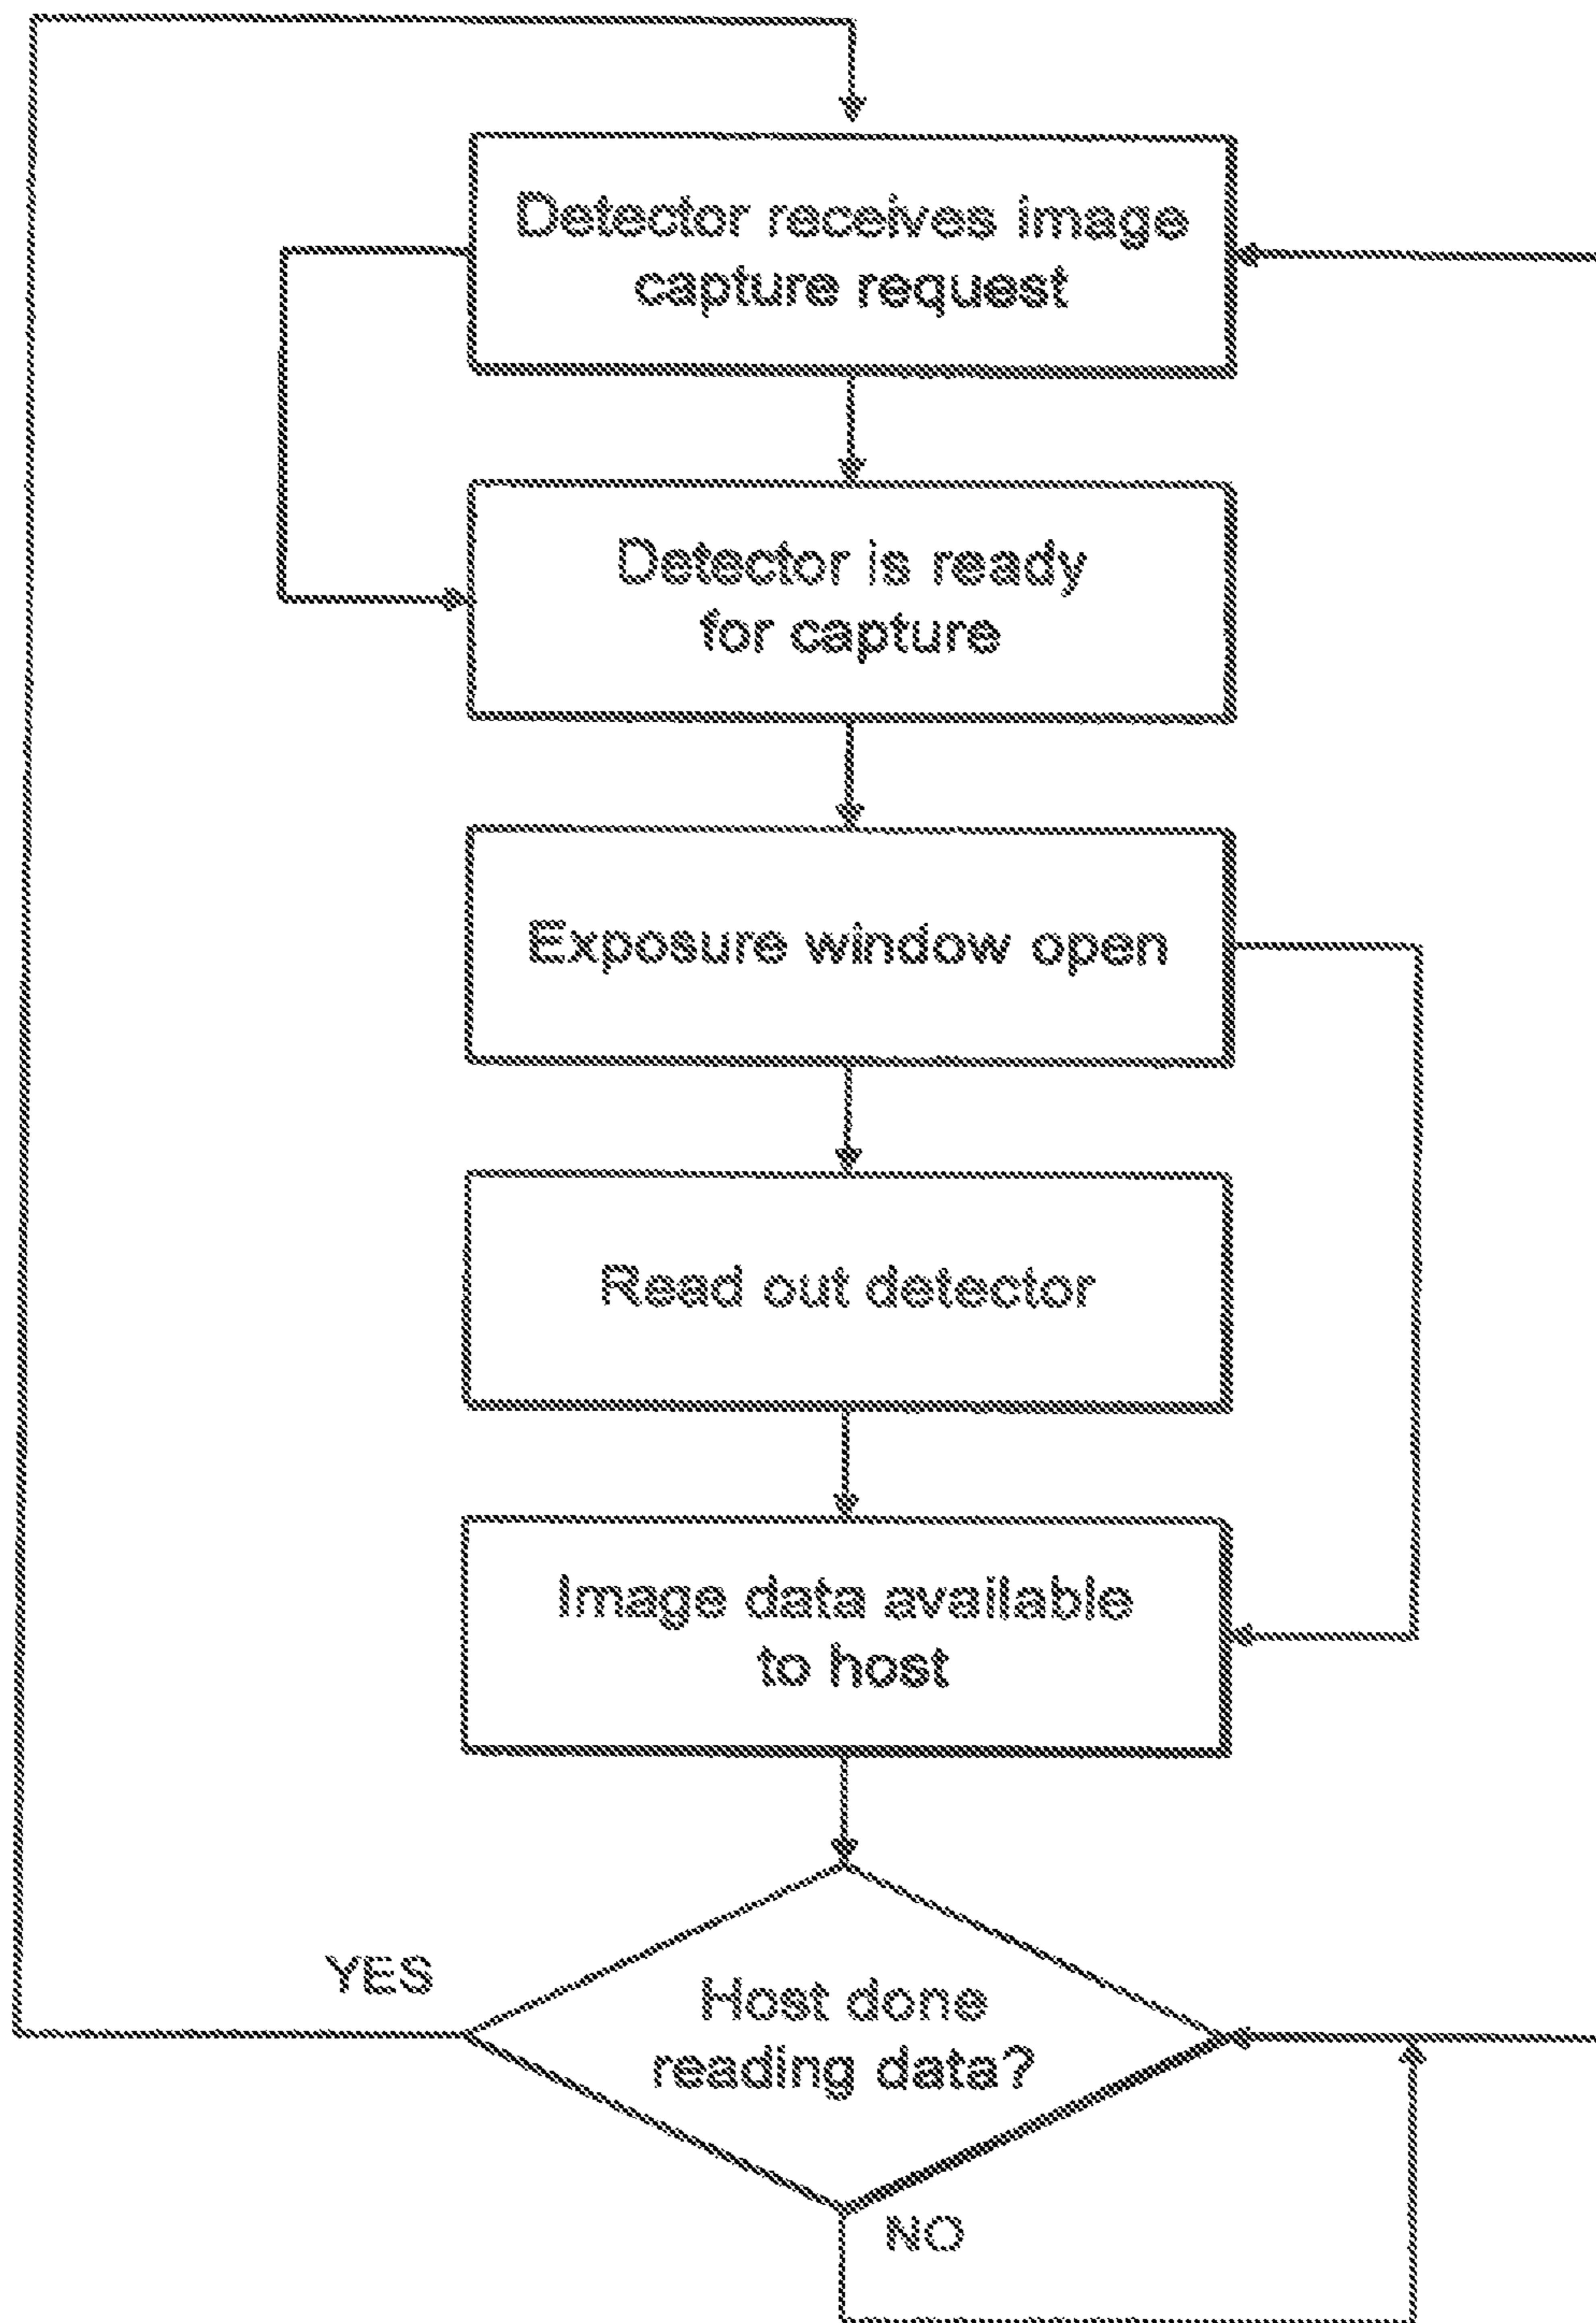 Detector receives image
capture request
Detector is ready
for capture
Exposure window open
Read out detector
Image data available
to host
YES
Host done
reading data?
NO